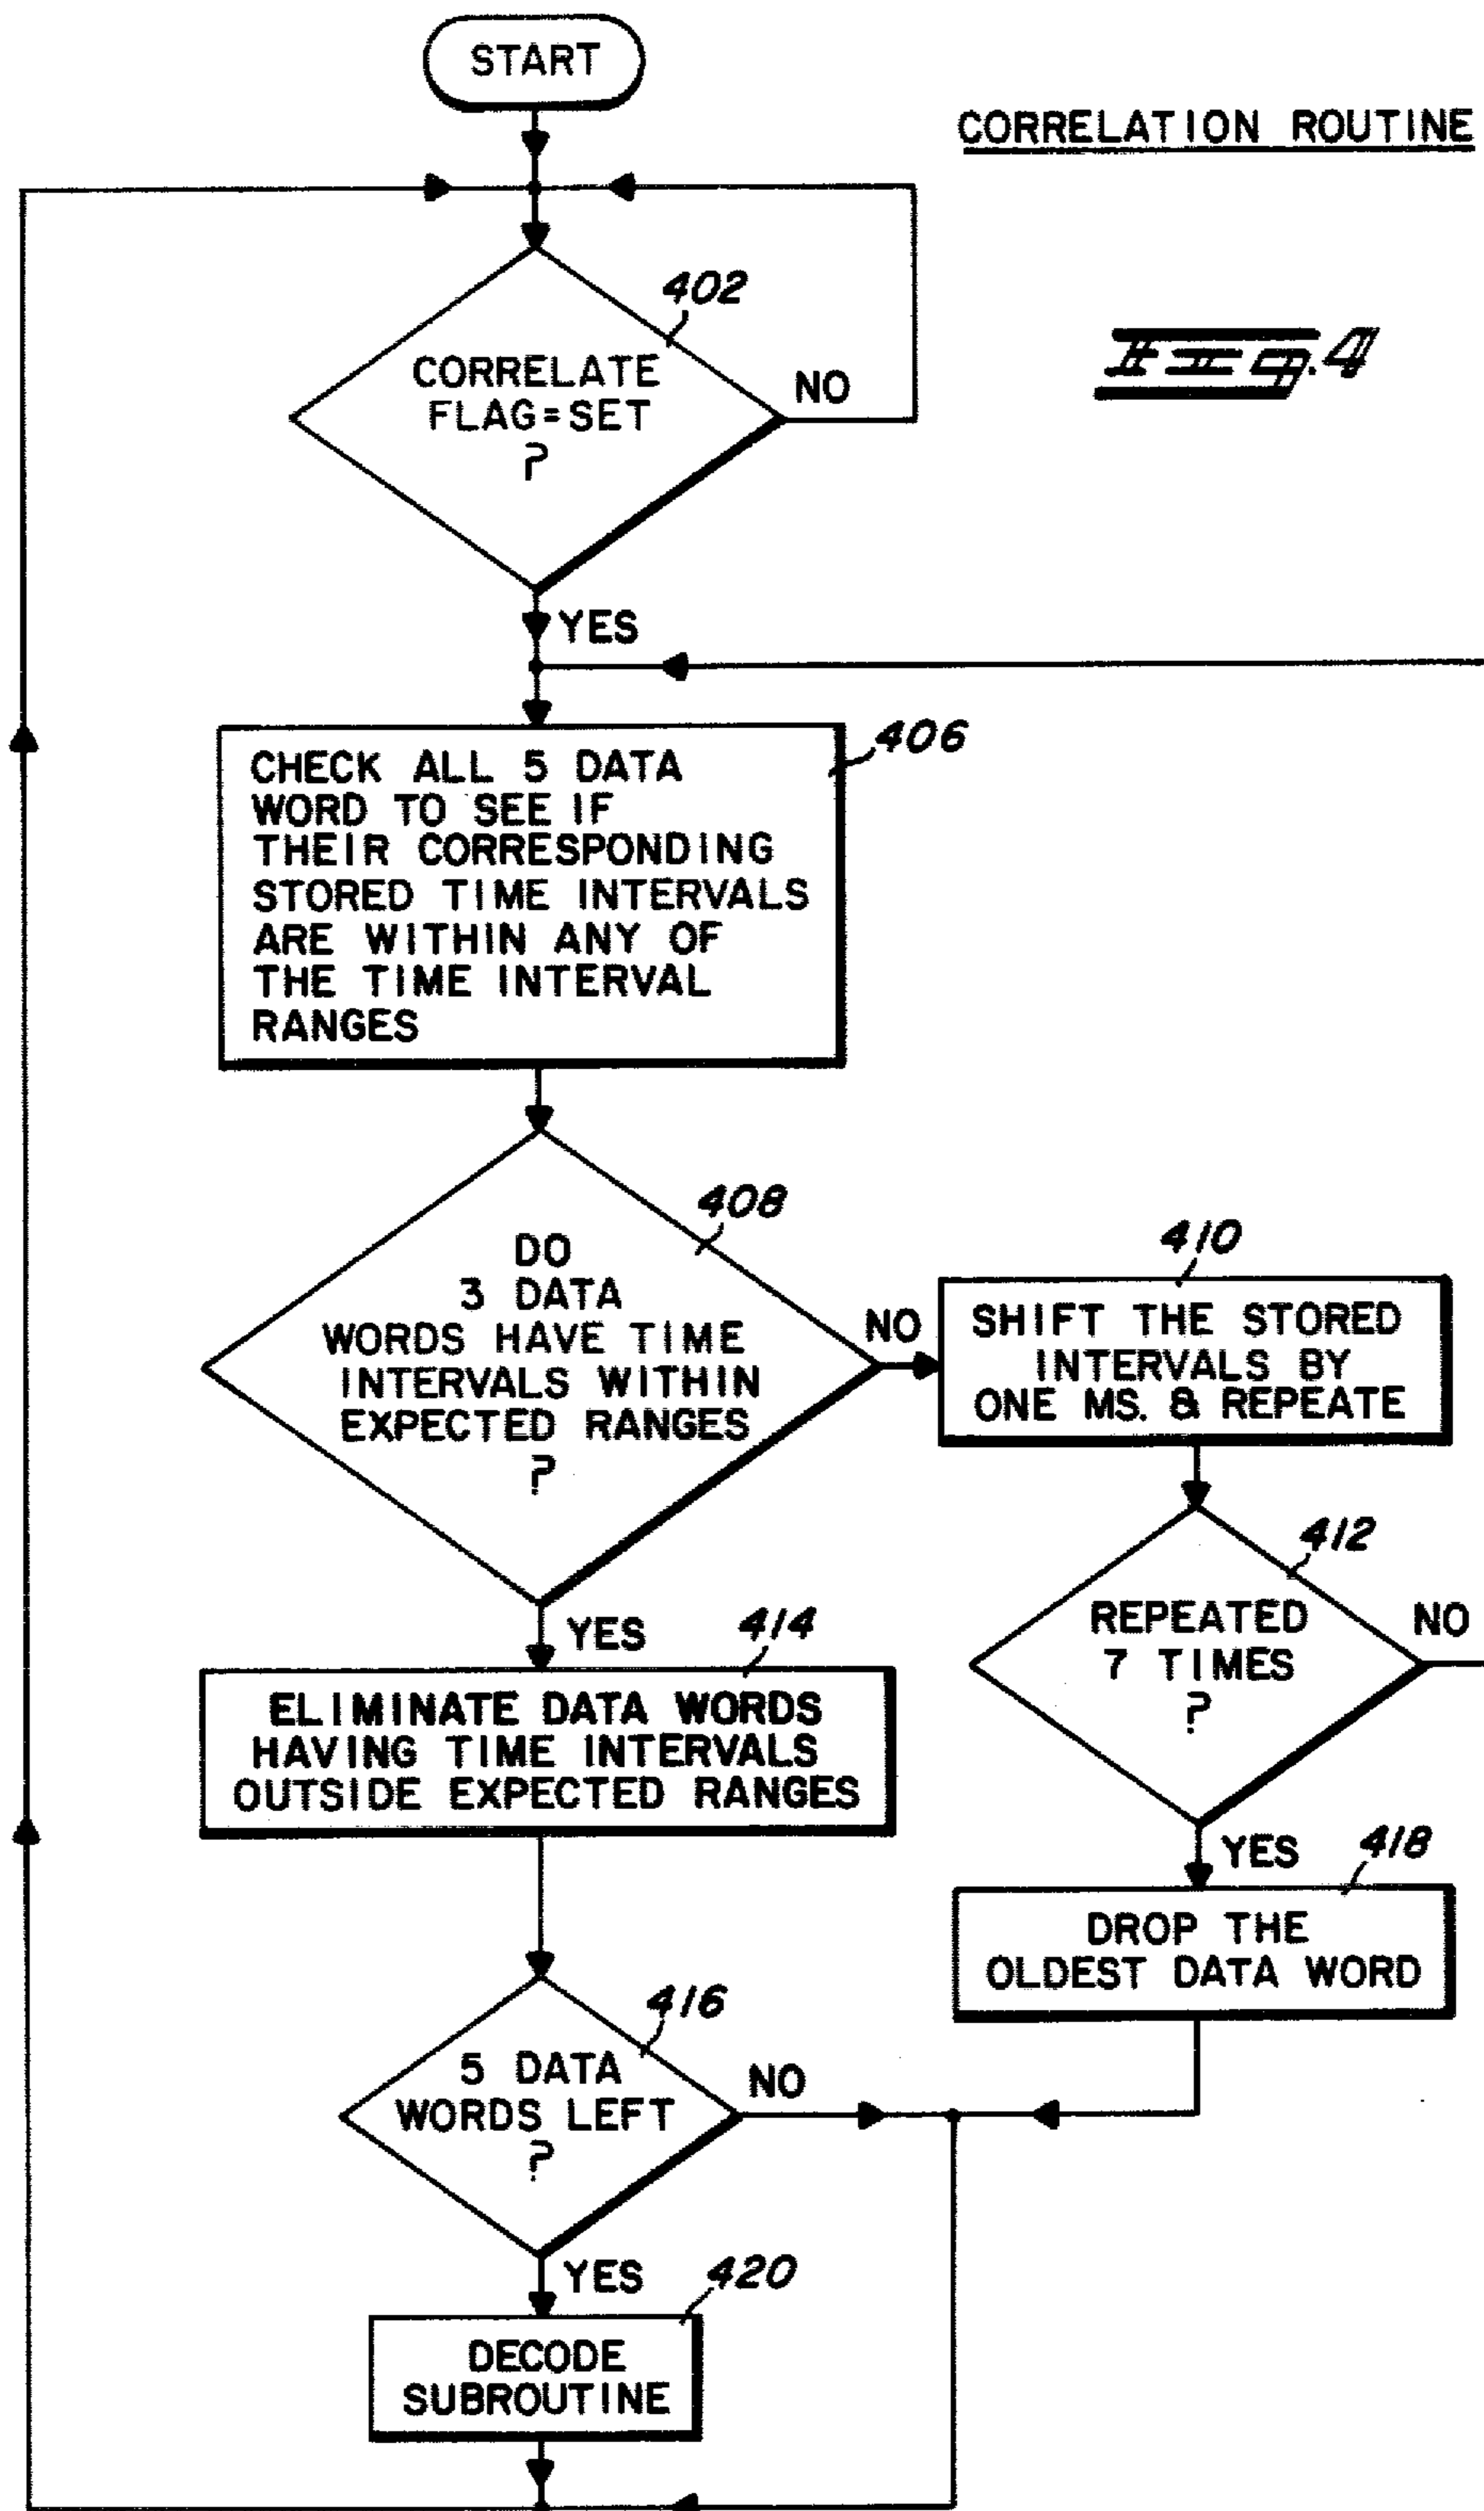 START
CORRELATION ROUTINE
402
Fig. 4
CORRELATE
FLAG=SET
?
NO
YES
406
CHECK ALL 5 DATA
WORD TO SEE IF
THEIR CORRESPONDING
STORED TIME INTERVALS
ARE WITHIN ANY OF
THE TIME INTERVAL
RANGES
408
DO
3 DATA
WORDS HAVE TIME
INTERVALS WITHIN
EXPECTED RANGES
?
NO
410
SHIFT THE STORED
INTERVALS BY
ONE MS. & REPEATE
412
REPEATED
7 TIMES
?
NO
YES
414
ELIMINATE DATA WORDS
HAVING TIME INTERVALS
OUTSIDE EXPECTED RANGES
YES
418
DROP THE
OLDEST DATA WORD
416
5 DATA
WORDS LEFT
?
NO
YES
420
DECODE
SUBROUTINE